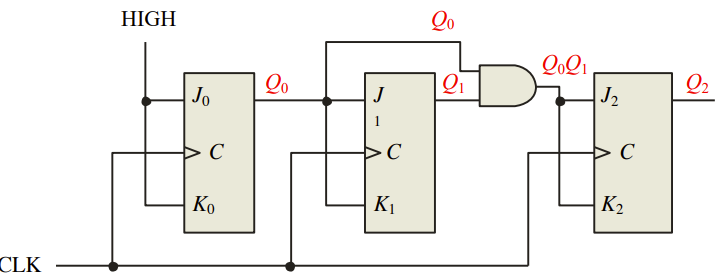 HIGH
Q₀
Q₀
Q₁
Q₀Q₁
Q₂
J₀
J
1
J₂
C
C
C
K₀
K₁
K₂
CLK